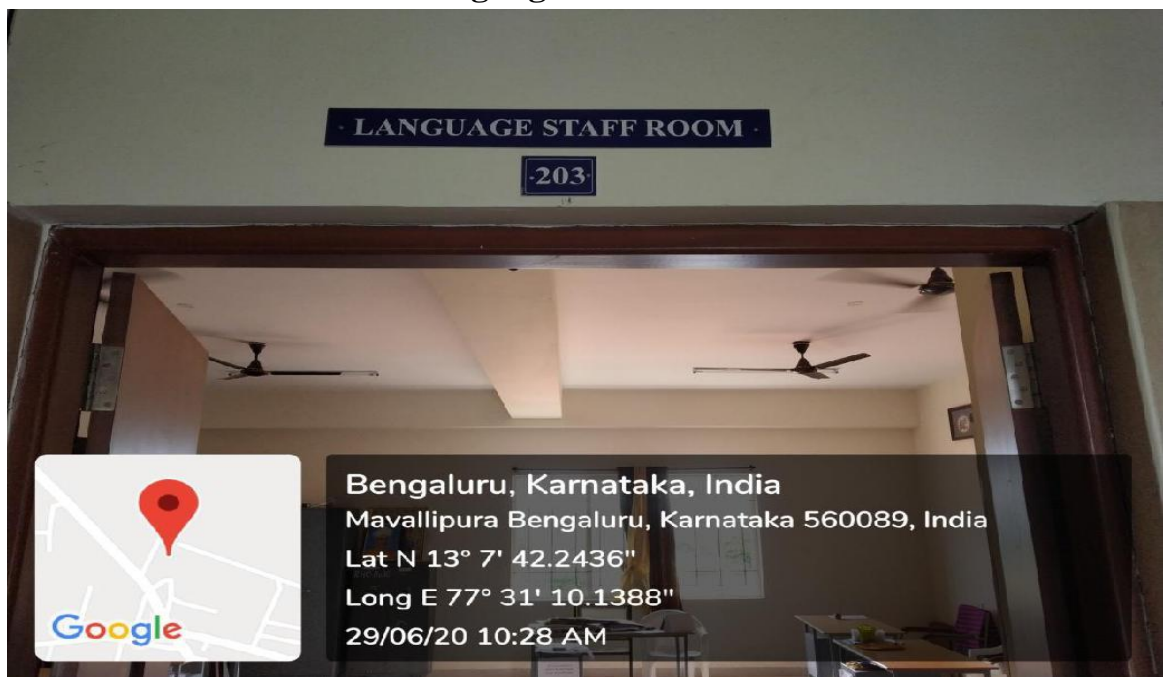 · LANGUAGE STAFF ROOM ·
·203·
Bengaluru, Karnataka, India
Mavallipura Bengaluru, Karnataka 560089, India
Lat N 13° 7' 42.2436"
Long E 77° 31' 10.1388"
29/06/20 10:28 AM
Google